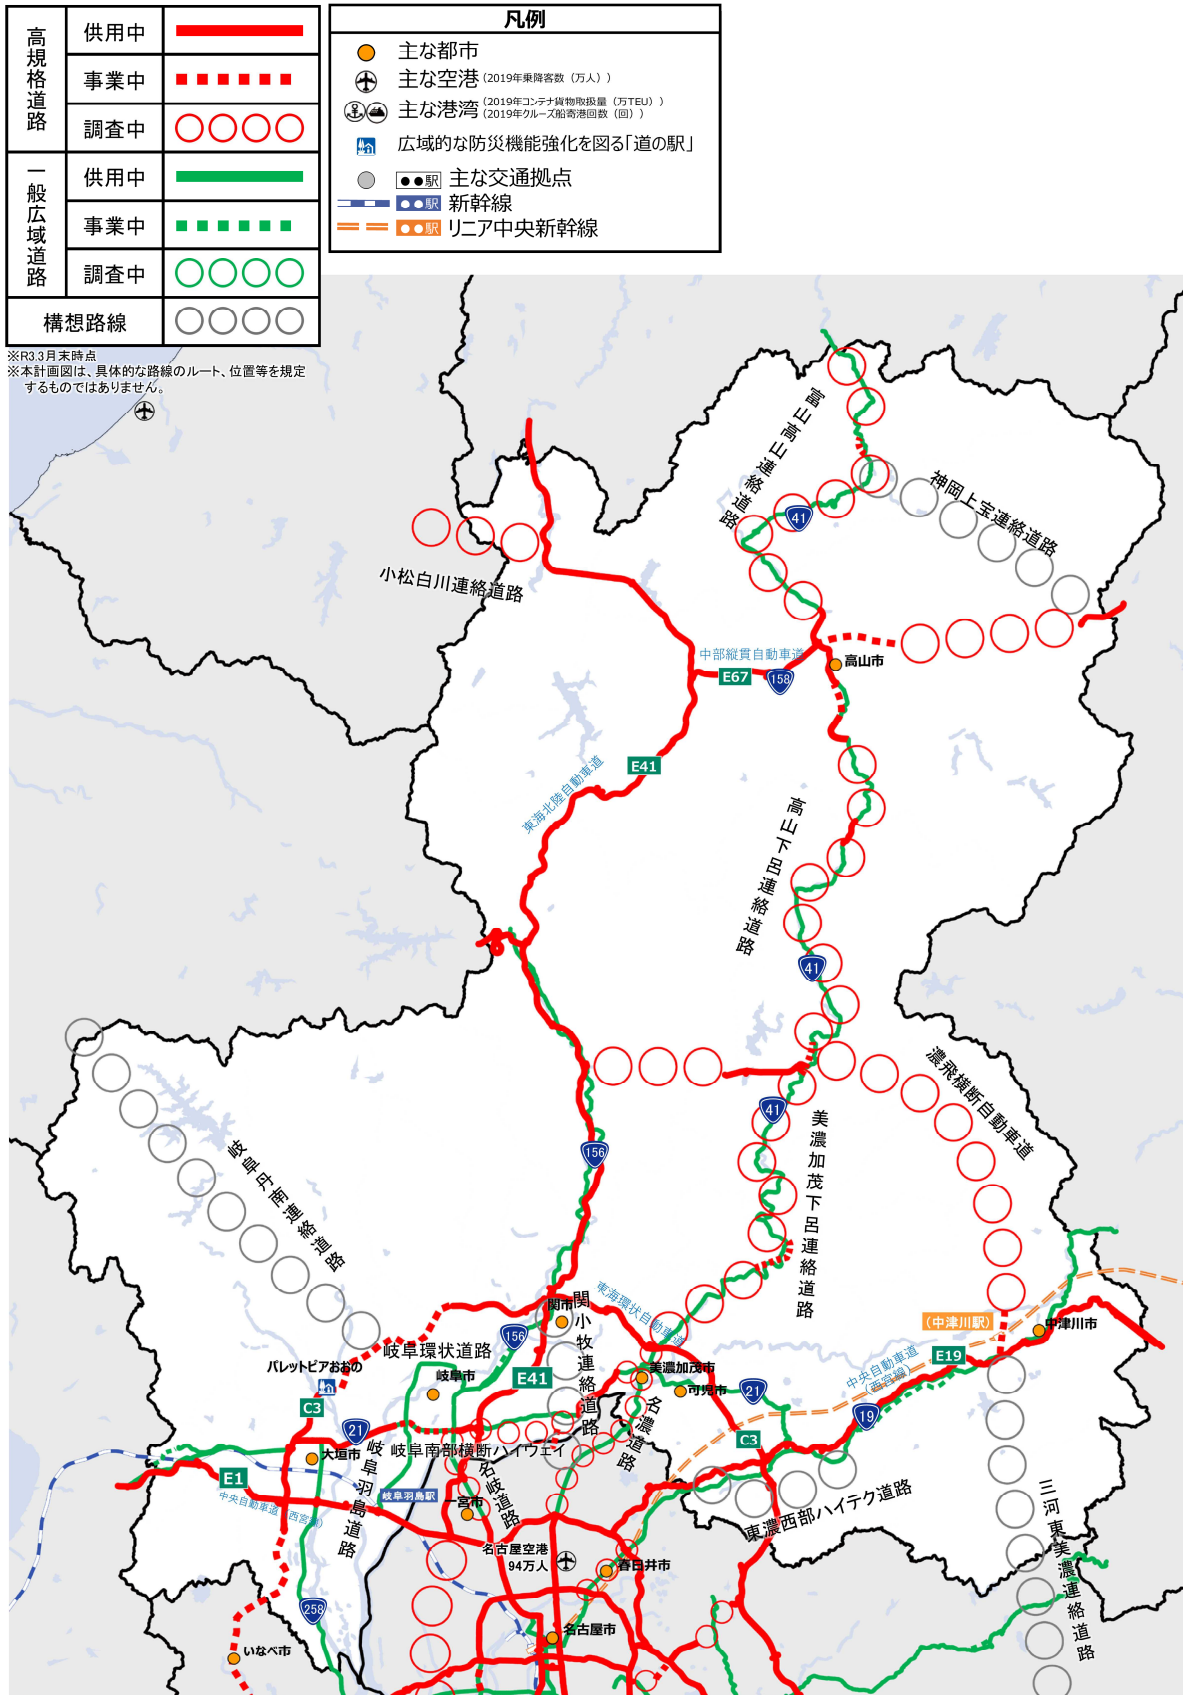 高規格道路
供用中
事業中
調査中
一般広域道路
供用中
事業中
調査中
構想路線
※R3.3月末時点
※本計画図は、具体的な路線のルート、位置等を規定
するものではありません。
凡例
主な都市
主な空港(2019年乗降客数（万人）)
主な港湾(2019年コンテナ貨物取扱量（万TEU）)
(2019年クルーズ船寄港回数（回）)
広域的な防災機能強化を図る「道の駅」
●●駅 主な交通拠点
●●駅 新幹線
●●駅 リニア中央新幹線
富山高山連絡道路
41
神岡上宝連絡道路
小松白川連絡道路
中部縦貫自動車道
E67
158
高山市
E41
東海北陸自動車道
高山下呂連絡道路
41
濃飛横断自動車道
41
美濃加茂下呂連絡道路
156
岐阜丹南連絡道路
東海環状自動車道
関市
関小牧連絡道路
156
岐阜環状道路
(中津川駅)
中津川市
E19
中央自動車道
(西宮線)
パレットピアおおの
岐阜市
E41
美濃加茂市
可児市
21
19
C3
21
名濃道路
C3
大垣市
岐阜羽島道路
岐阜南部横断ハイウェイ
E1
中央自動車道(西宮線)
岐阜羽島駅
一宮市
名岐道路
東濃西部ハイテク道路
三河東美濃連絡道路
名古屋空港
94万人
春日井市
258
名古屋市
いなべ市